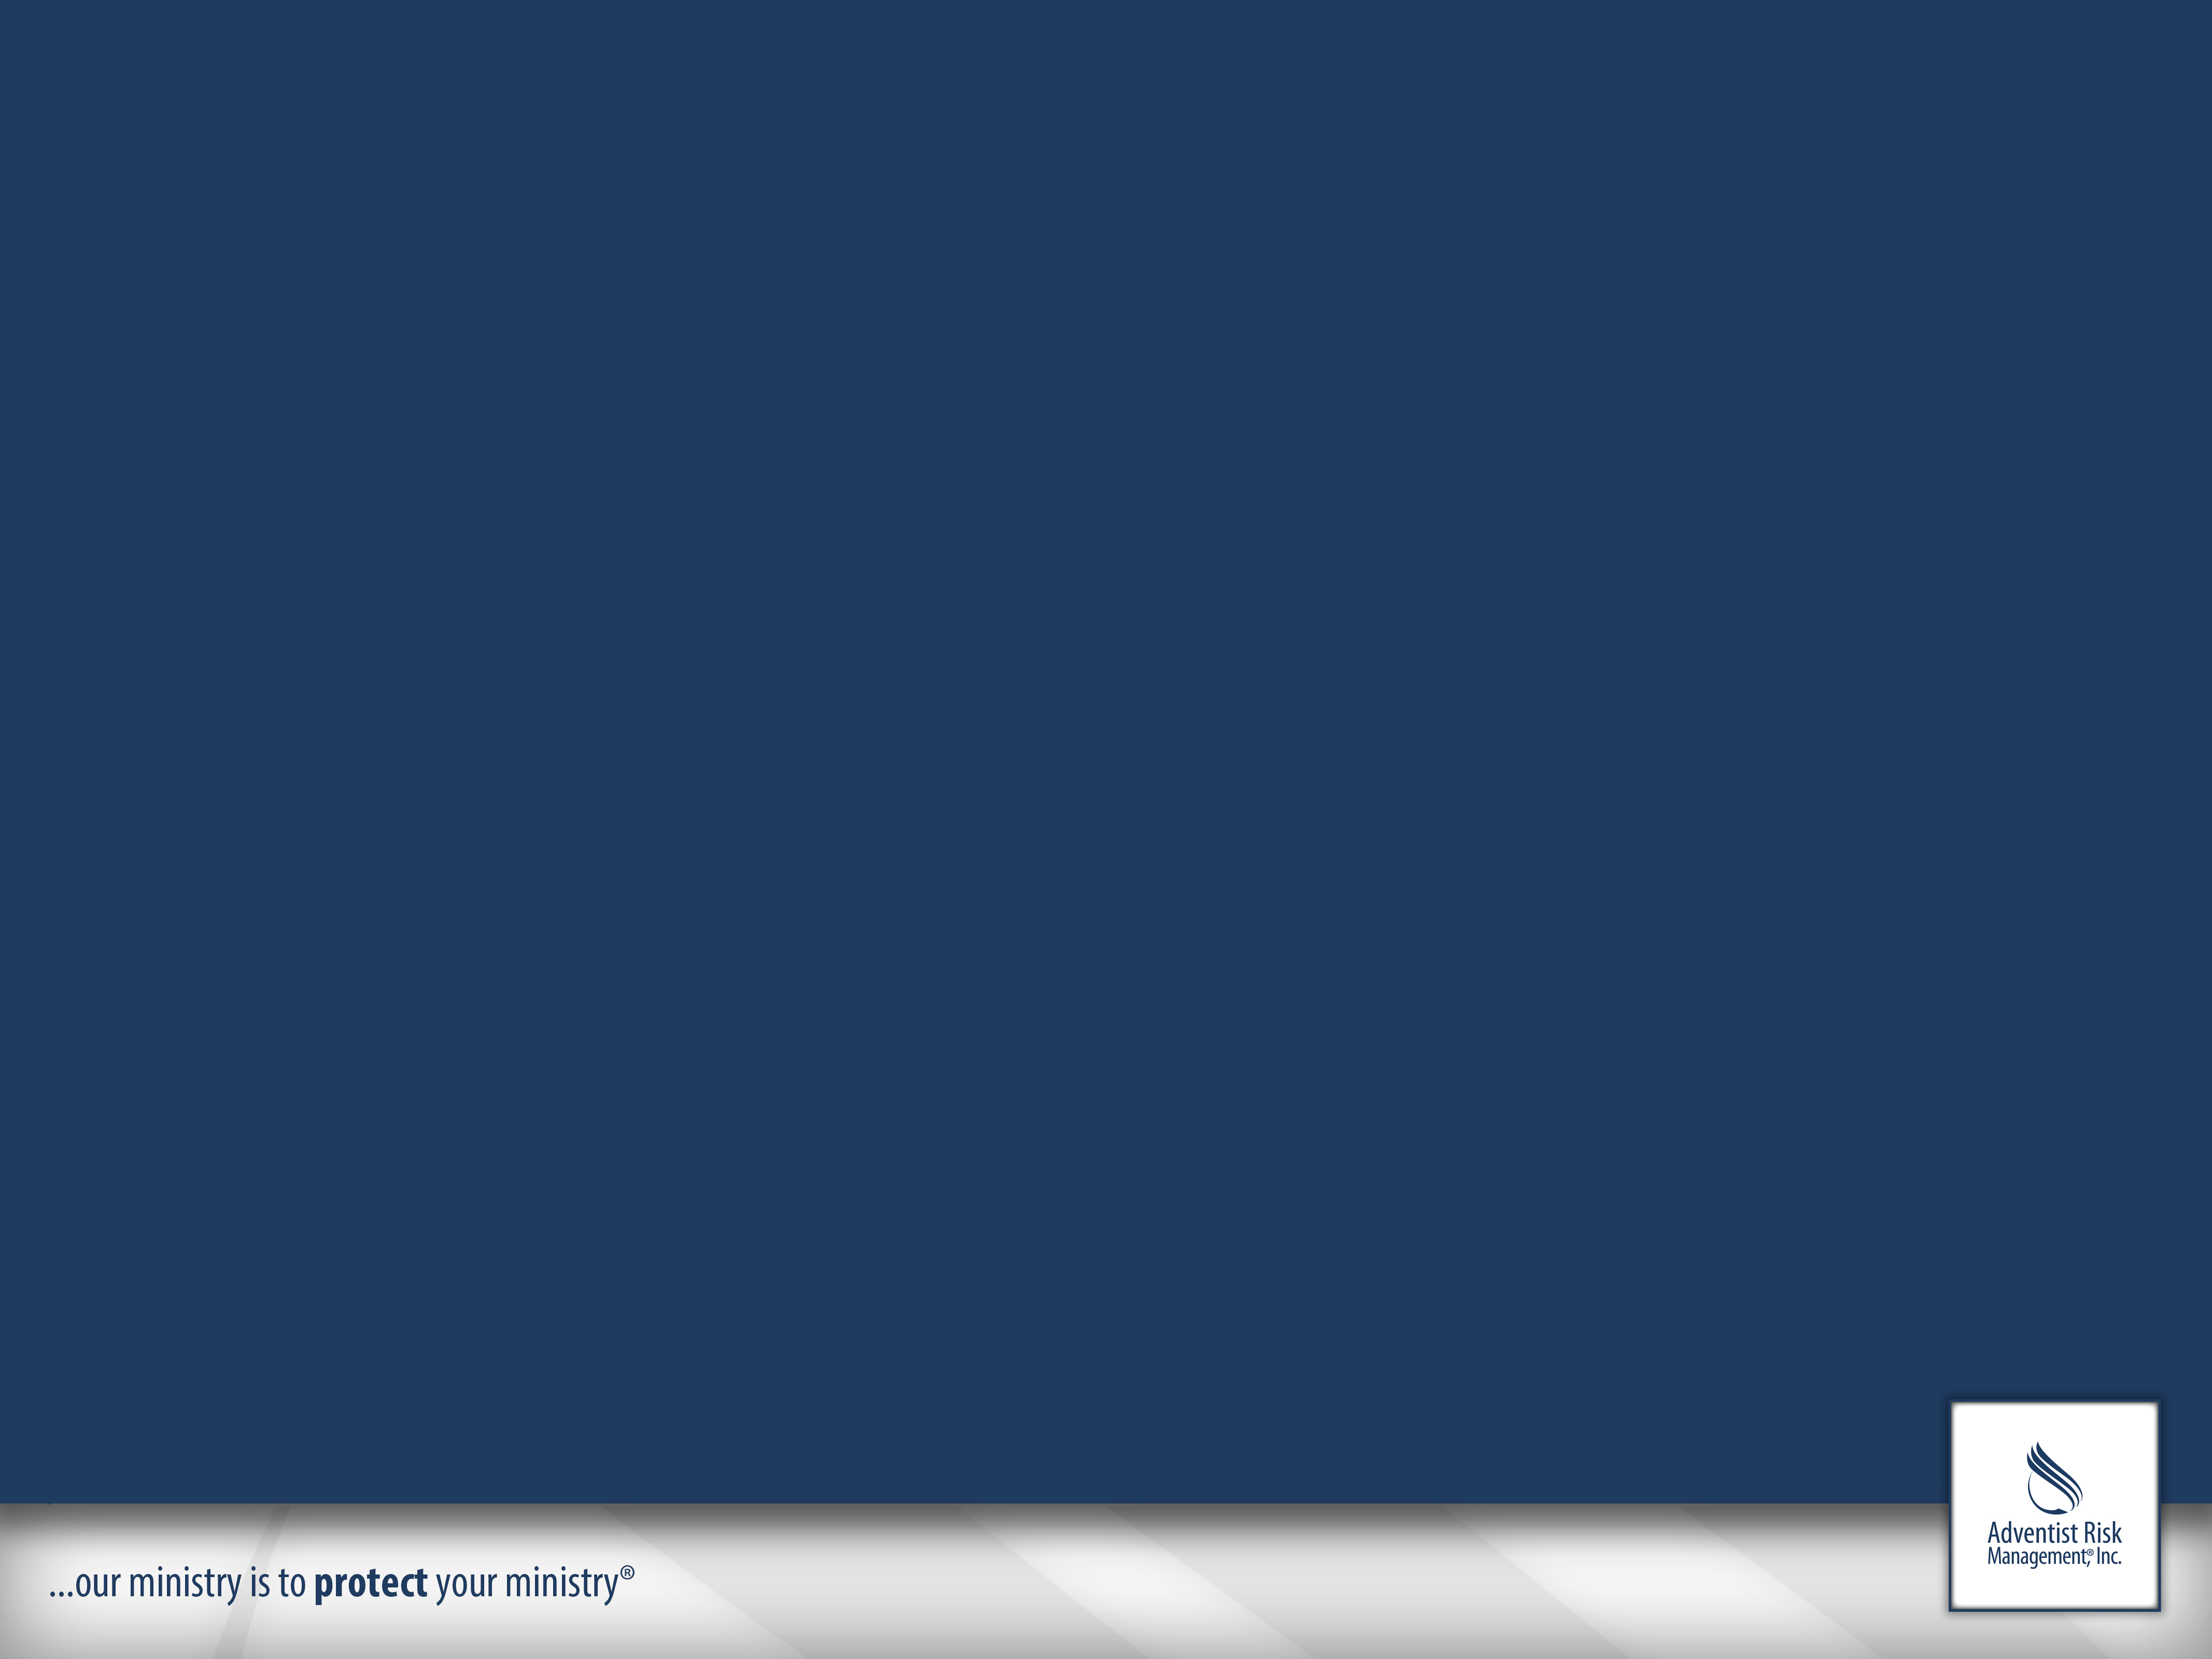 ...our ministry is to protect your ministry®
Adventist Risk
Management,® Inc.